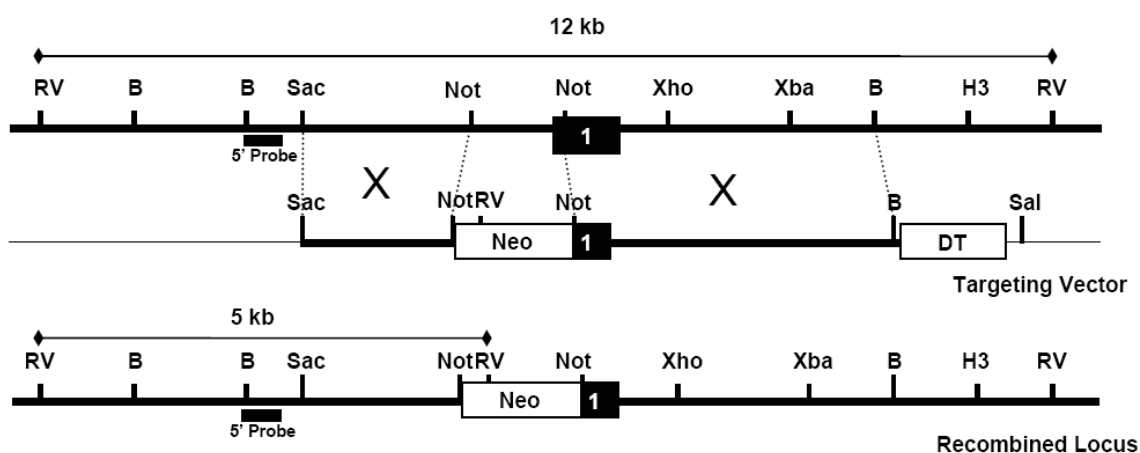 12 kb
RV B B Sac Not Not Xho Xba B H3 RV
1
5' Probe
Sac Not RV Not B Sal
Neo 1 DT
Targeting Vector
5 kb
RV B B Sac Not RV Not Xho Xba B H3 RV
Neo 1
5' Probe
Recombined Locus